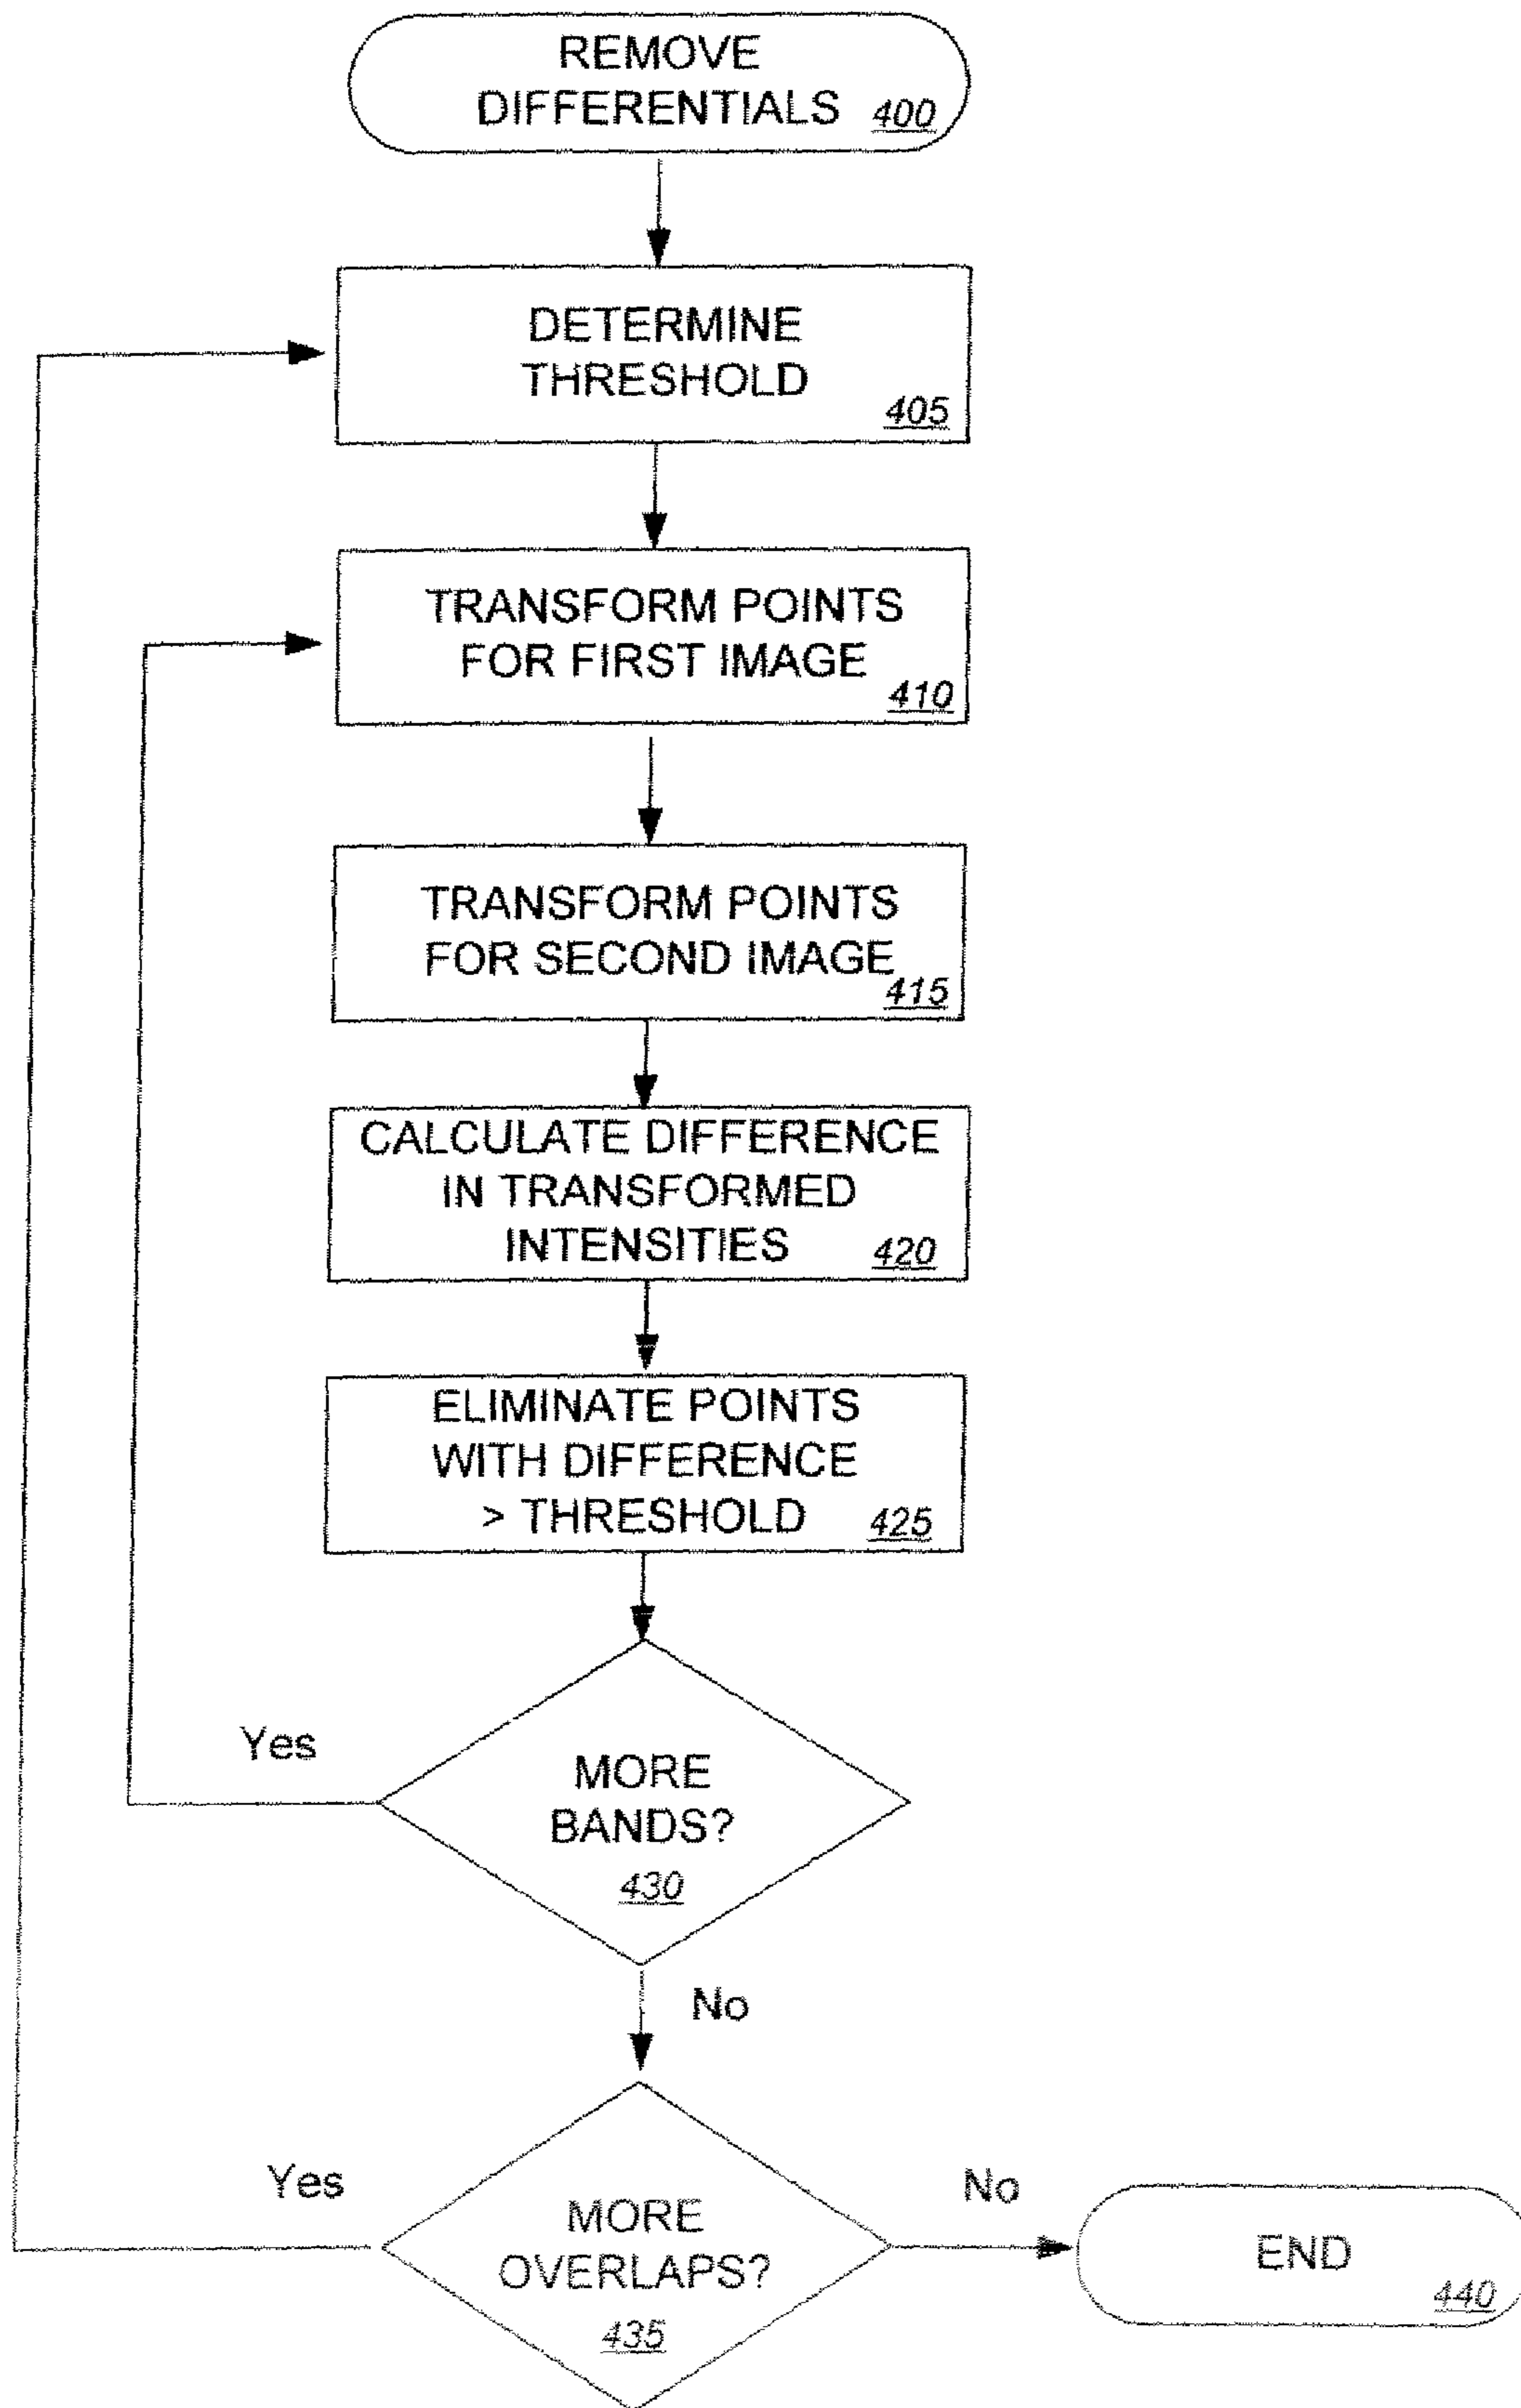 REMOVE
DIFFERENTIALS 400
DETERMINE
THRESHOLD
405
TRANSFORM POINTS
FOR FIRST IMAGE
410
TRANSFORM POINTS
FOR SECOND IMAGE
415
CALCULATE DIFFERENCE
IN TRANSFORMED
INTENSITIES 420
ELIMINATE POINTS
WITH DIFFERENCE
> THRESHOLD 425
Yes
MORE
BANDS?
430
No
Yes
MORE
OVERLAPS?
435
No
END
440